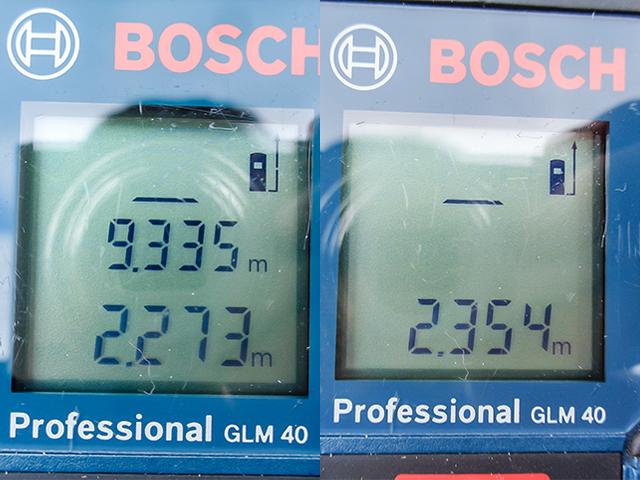 BOSCH
9.335 m
2.273 m
Professional GLM 40
BOSCH
2.354 m
Professional GLM 40